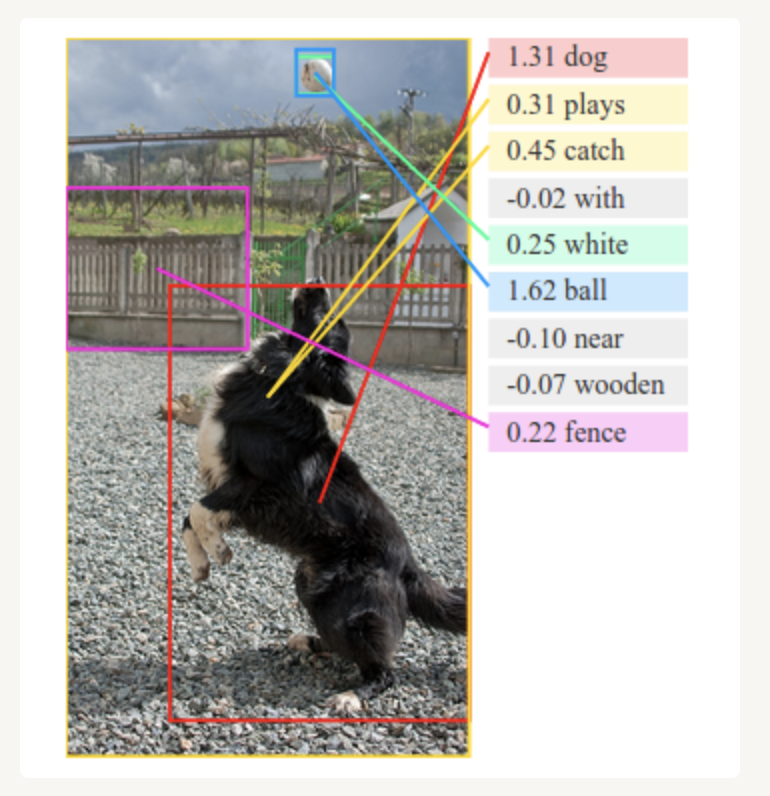 1.31 dog
0.31 plays
0.45 catch
-0.02 with
0.25 white
1.62 ball
-0.10 near
-0.07 wooden
0.22 fence